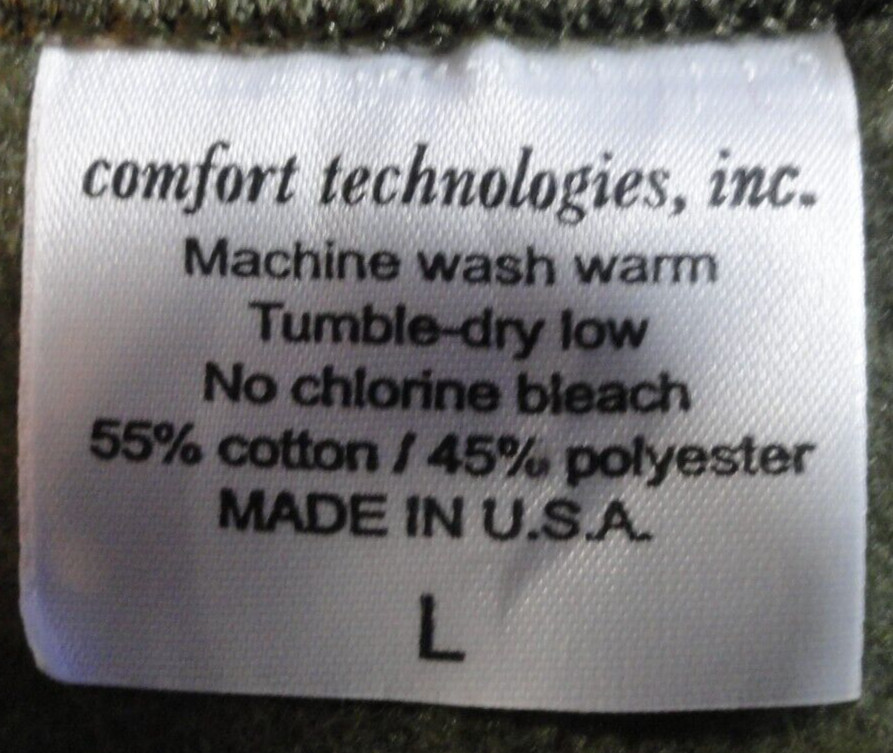 comfort technologies, inc.
Machine wash warm
Tumble-dry low
No chlorine bleach
55% cotton / 45% polyester
MADE IN U.S.A.
L